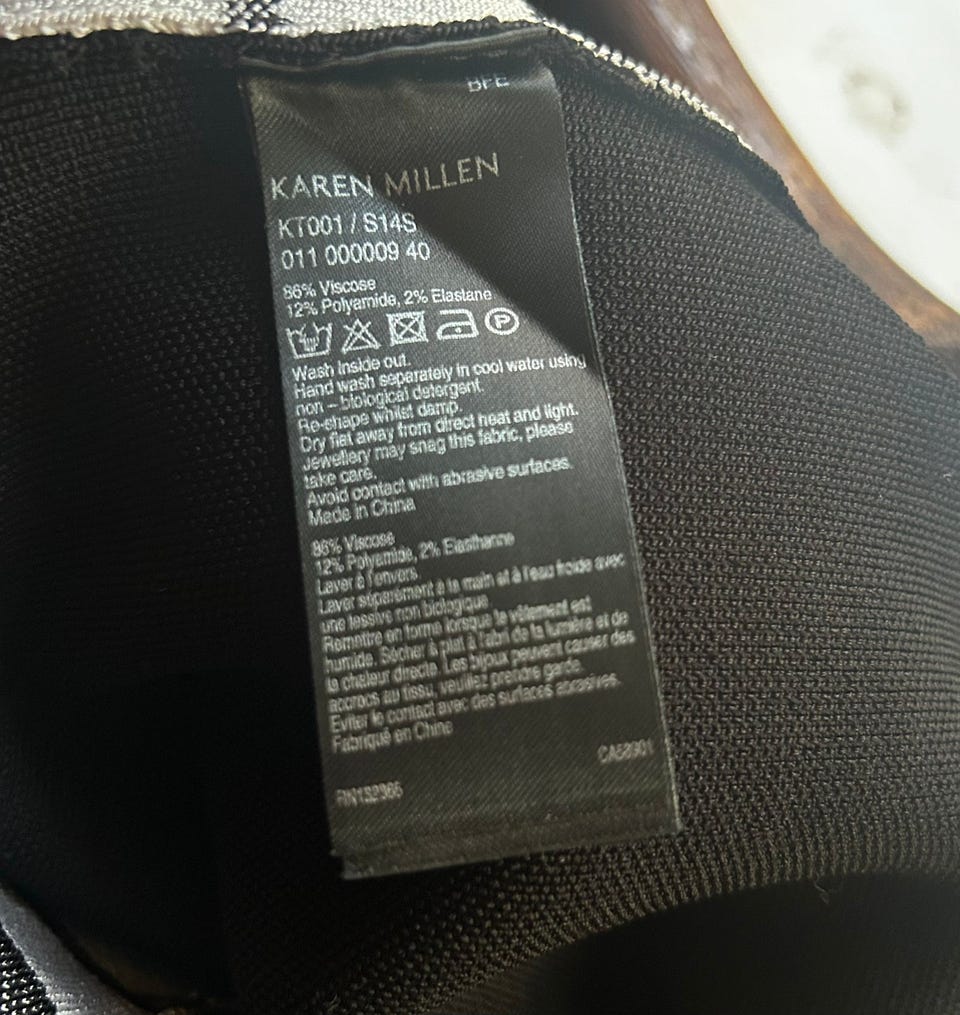 BFE
KAREN MILLEN
KT001 / S14S
011 000009 40
86% Viscose
12% Polyamide, 2% Elastane
P
Wash inside out.
Hand wash separately in cool water using
non - biological detergent.
Re-shape whilst damp.
Dry flat away from direct heat and light.
Jewellery may snag this fabric, please
take care.
Avoid contact with abrasive surfaces.
Made in China
86% Viscose
12% Polyamide, 2% Elasthanne
Laver à l'envers
Laver séparément à la main et à l'eau froide avec
une lessive non biologique
Remettre en forme lorsque le vêtement est
humide. Sécher à plat à l'abri de la lumière et de
la chaleur directe. Les bijoux peuvent causer des
accrocs au tissu, veuillez prendre garde.
Eviter le contact avec des surfaces abrasives.
Fabriqué en Chine